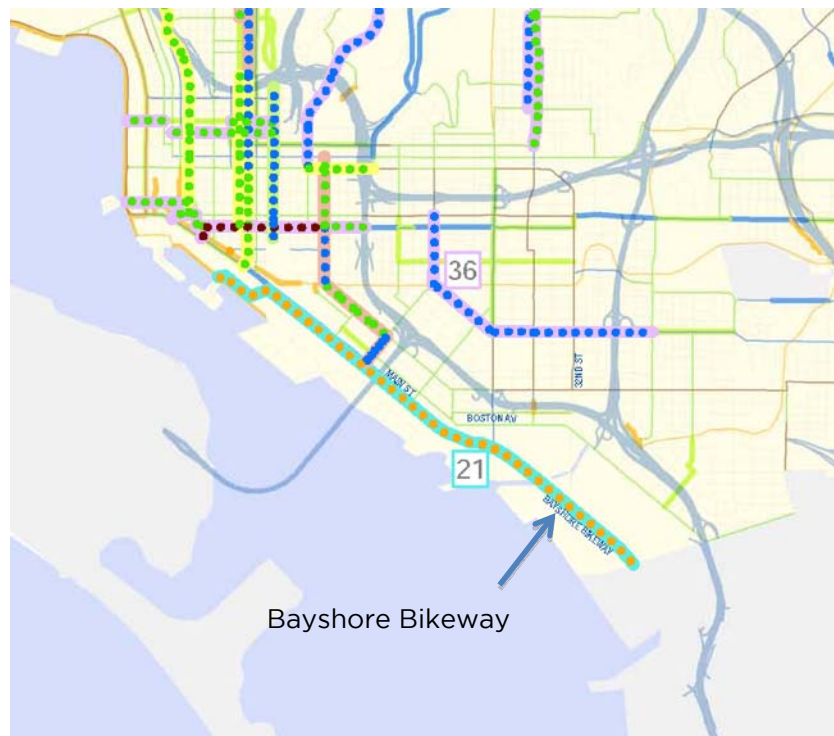 36
32ND ST
MAIN ST
BOSTON AV
21
BAYSHORE BIKEWAY
Bayshore Bikeway